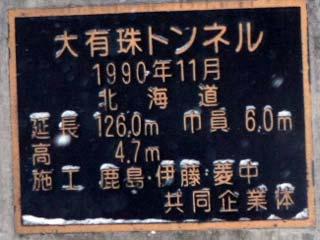 大有珠トンネル
1990年11月
北海道
延長 126.0m 巾員 6.0m
高 4.7m
施工 鹿島・伊藤・菱中
共同企業体